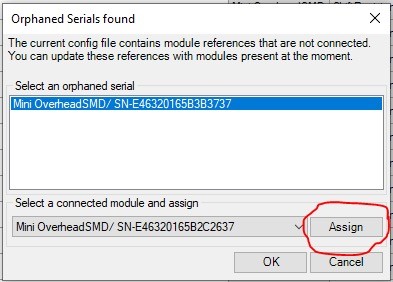 Orphaned Serials found
The current config file contains module references that are not connected.
You can update these references with modules present at the moment.
Select an orphaned serial
Mini OverheadSMD/ SN-E46320165B3B3737
Select a connected module and assign
Mini OverheadSMD/ SN-E46320165B2C2637
Assign
OK
Cancel